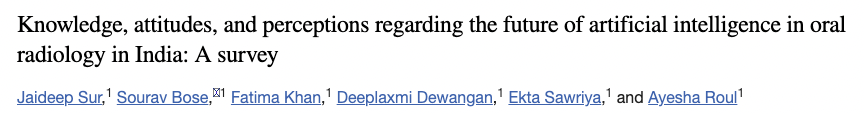 Knowledge, attitudes, and perceptions regarding the future of artificial intelligence in oral
radiology in India: A survey
Jaideep Sur,¹ Sourav Bose,✉¹ Fatima Khan,¹ Deeplaxmi Dewangan,¹ Ekta Sawriya,¹ and Ayesha Roul¹